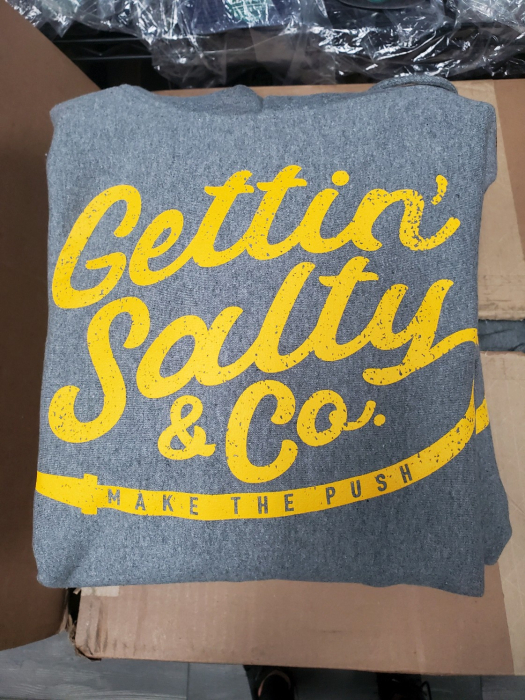 Gettin'
Salty
& Co.
MAKE THE PUSH